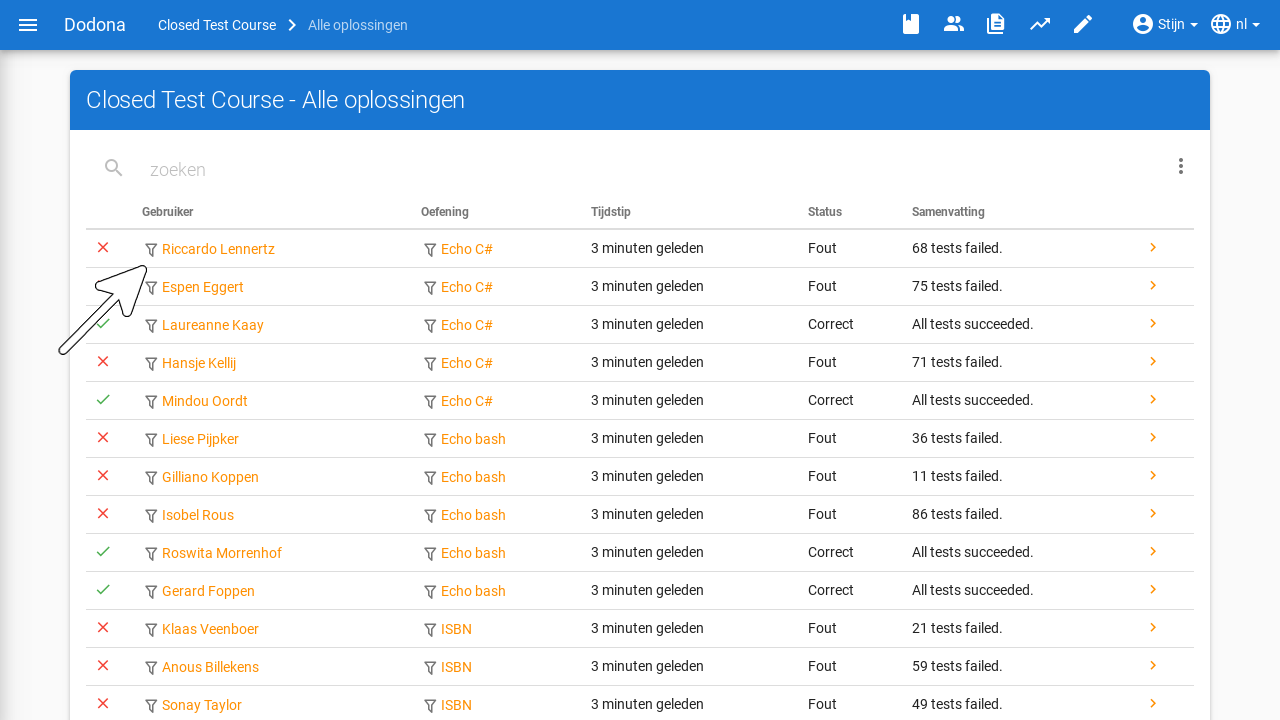 Dodona Closed Test Course Alle oplossingen Stijn nl
Closed Test Course - Alle oplossingen
zoeken
Gebruiker Oefening Tijdstip Status Samenvatting
Riccardo Lennertz Echo C# 3 minuten geleden Fout 68 tests failed.
Espen Eggert Echo C# 3 minuten geleden Fout 75 tests failed.
Laureanne Kaay Echo C# 3 minuten geleden Correct All tests succeeded.
Hansje Kellij Echo C# 3 minuten geleden Fout 71 tests failed.
Mindou Oordt Echo C# 3 minuten geleden Correct All tests succeeded.
Liese Pijpker Echo bash 3 minuten geleden Fout 36 tests failed.
Gilliano Koppen Echo bash 3 minuten geleden Fout 11 tests failed.
Isobel Rous Echo bash 3 minuten geleden Fout 86 tests failed.
Roswita Morrenhof Echo bash 3 minuten geleden Correct All tests succeeded.
Gerard Foppen Echo bash 3 minuten geleden Correct All tests succeeded.
Klaas Veenboer ISBN 3 minuten geleden Fout 21 tests failed.
Anous Billekens ISBN 3 minuten geleden Fout 59 tests failed.
Sonay Taylor ISBN 3 minuten geleden Fout 49 tests failed.